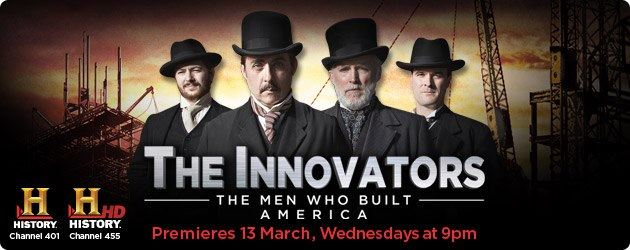 THE INNOVATORS
THE MEN WHO BUILT
AMERICA
Premieres 13 March, Wednesdays at 9pm
H
HISTORY.
Channel 401
H HD
HISTORY.
Channel 455